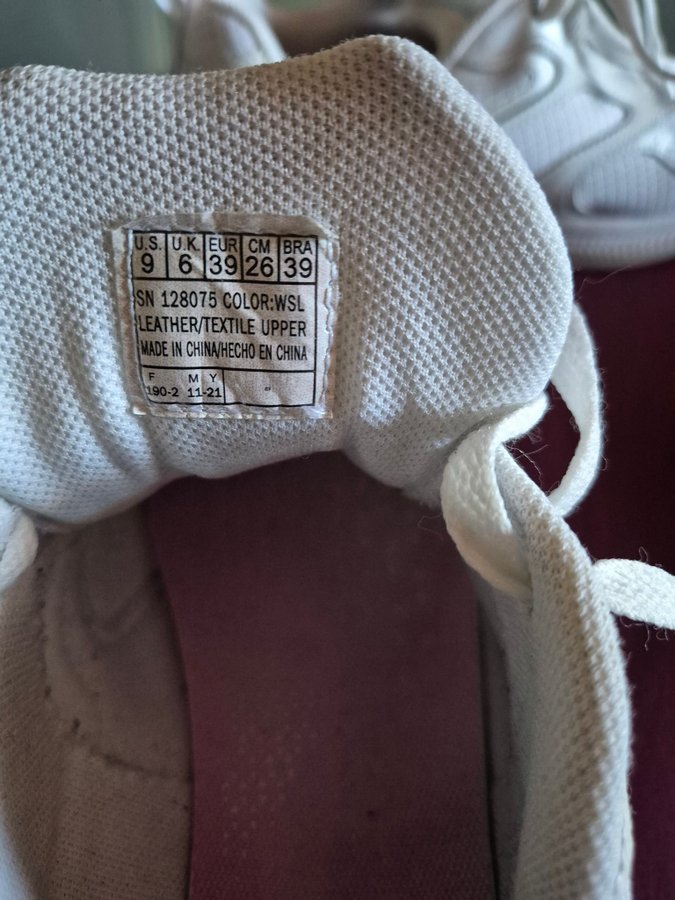 U.S. U.K. EUR CM BRA
9 6 39 26 39
SN 128075 COLOR:WSL
LEATHER/TEXTILE UPPER
MADE IN CHINA/HECHO EN CHINA
F M Y
190-2 11-21